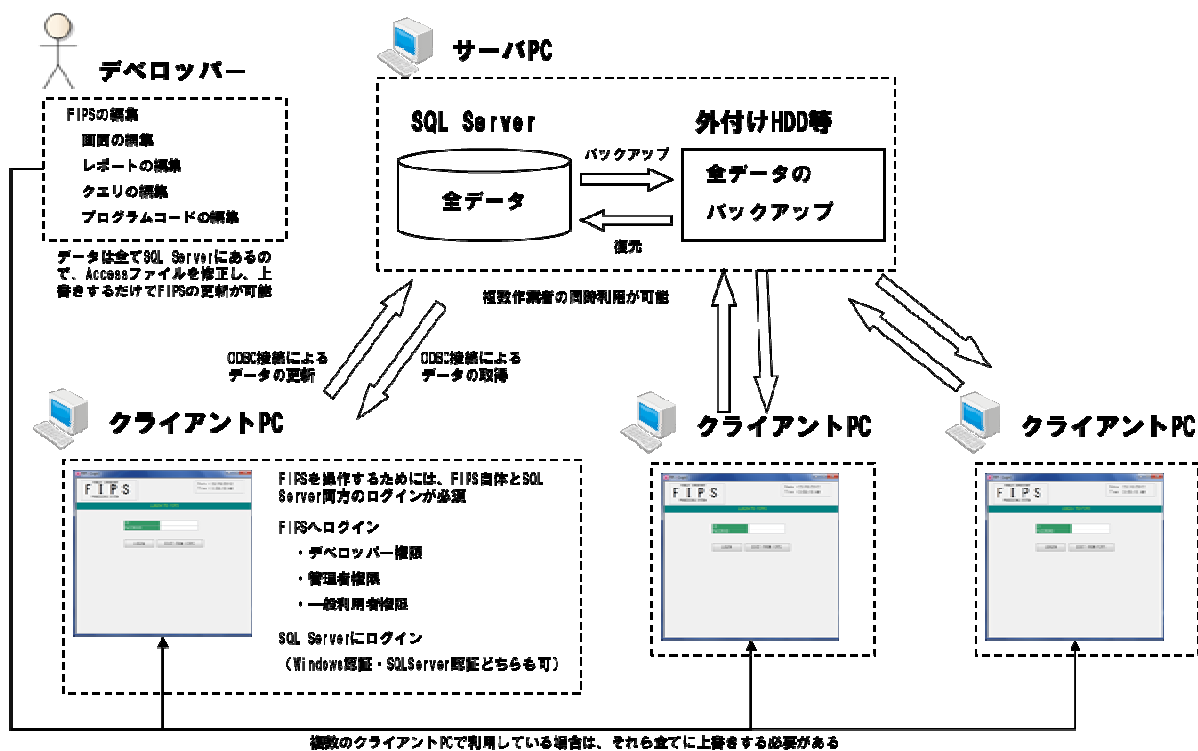 デベロッパー
FIPSの編集
画面の編集
レポートの編集
クエリの編集
プログラムコードの編集
データは全てSQL Serverにあるの
で、Accessファイルを修正し、上
書きするだけでFIPSの更新が可能
サーバPC
SQL Server
全データ
バックアップ
復元
外付けHDD等
全データの
バックアップ
複数作業者の同時利用が可能
ODBC接続による
データの更新
ODBC接続による
データの取得
クライアントPC
FIPS
FIPSを操作するためには、FIPS自体とSQL
Server両方のログインが必須
FIPSへログイン
・デベロッパー権限
・管理者権限
・一般利用者権限
SQL Serverにログイン
（Windows認証・SQLServer認証どちらも可）
クライアントPC
FIPS
クライアントPC
FIPS
複数のクライアントPCで利用している場合は、それら全てに上書きする必要がある